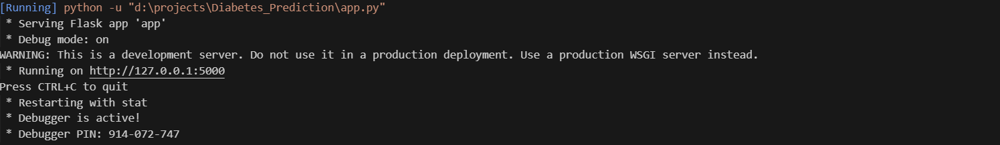 [Running] python -u "d:\projects\Diabetes_Prediction\app.py"
* Serving Flask app 'app'
* Debug mode: on
WARNING: This is a development server. Do not use it in a production deployment. Use a production WSGI server instead.
* Running on http://127.0.0.1:5000
Press CTRL+C to quit
* Restarting with stat
* Debugger is active!
* Debugger PIN: 914-072-747